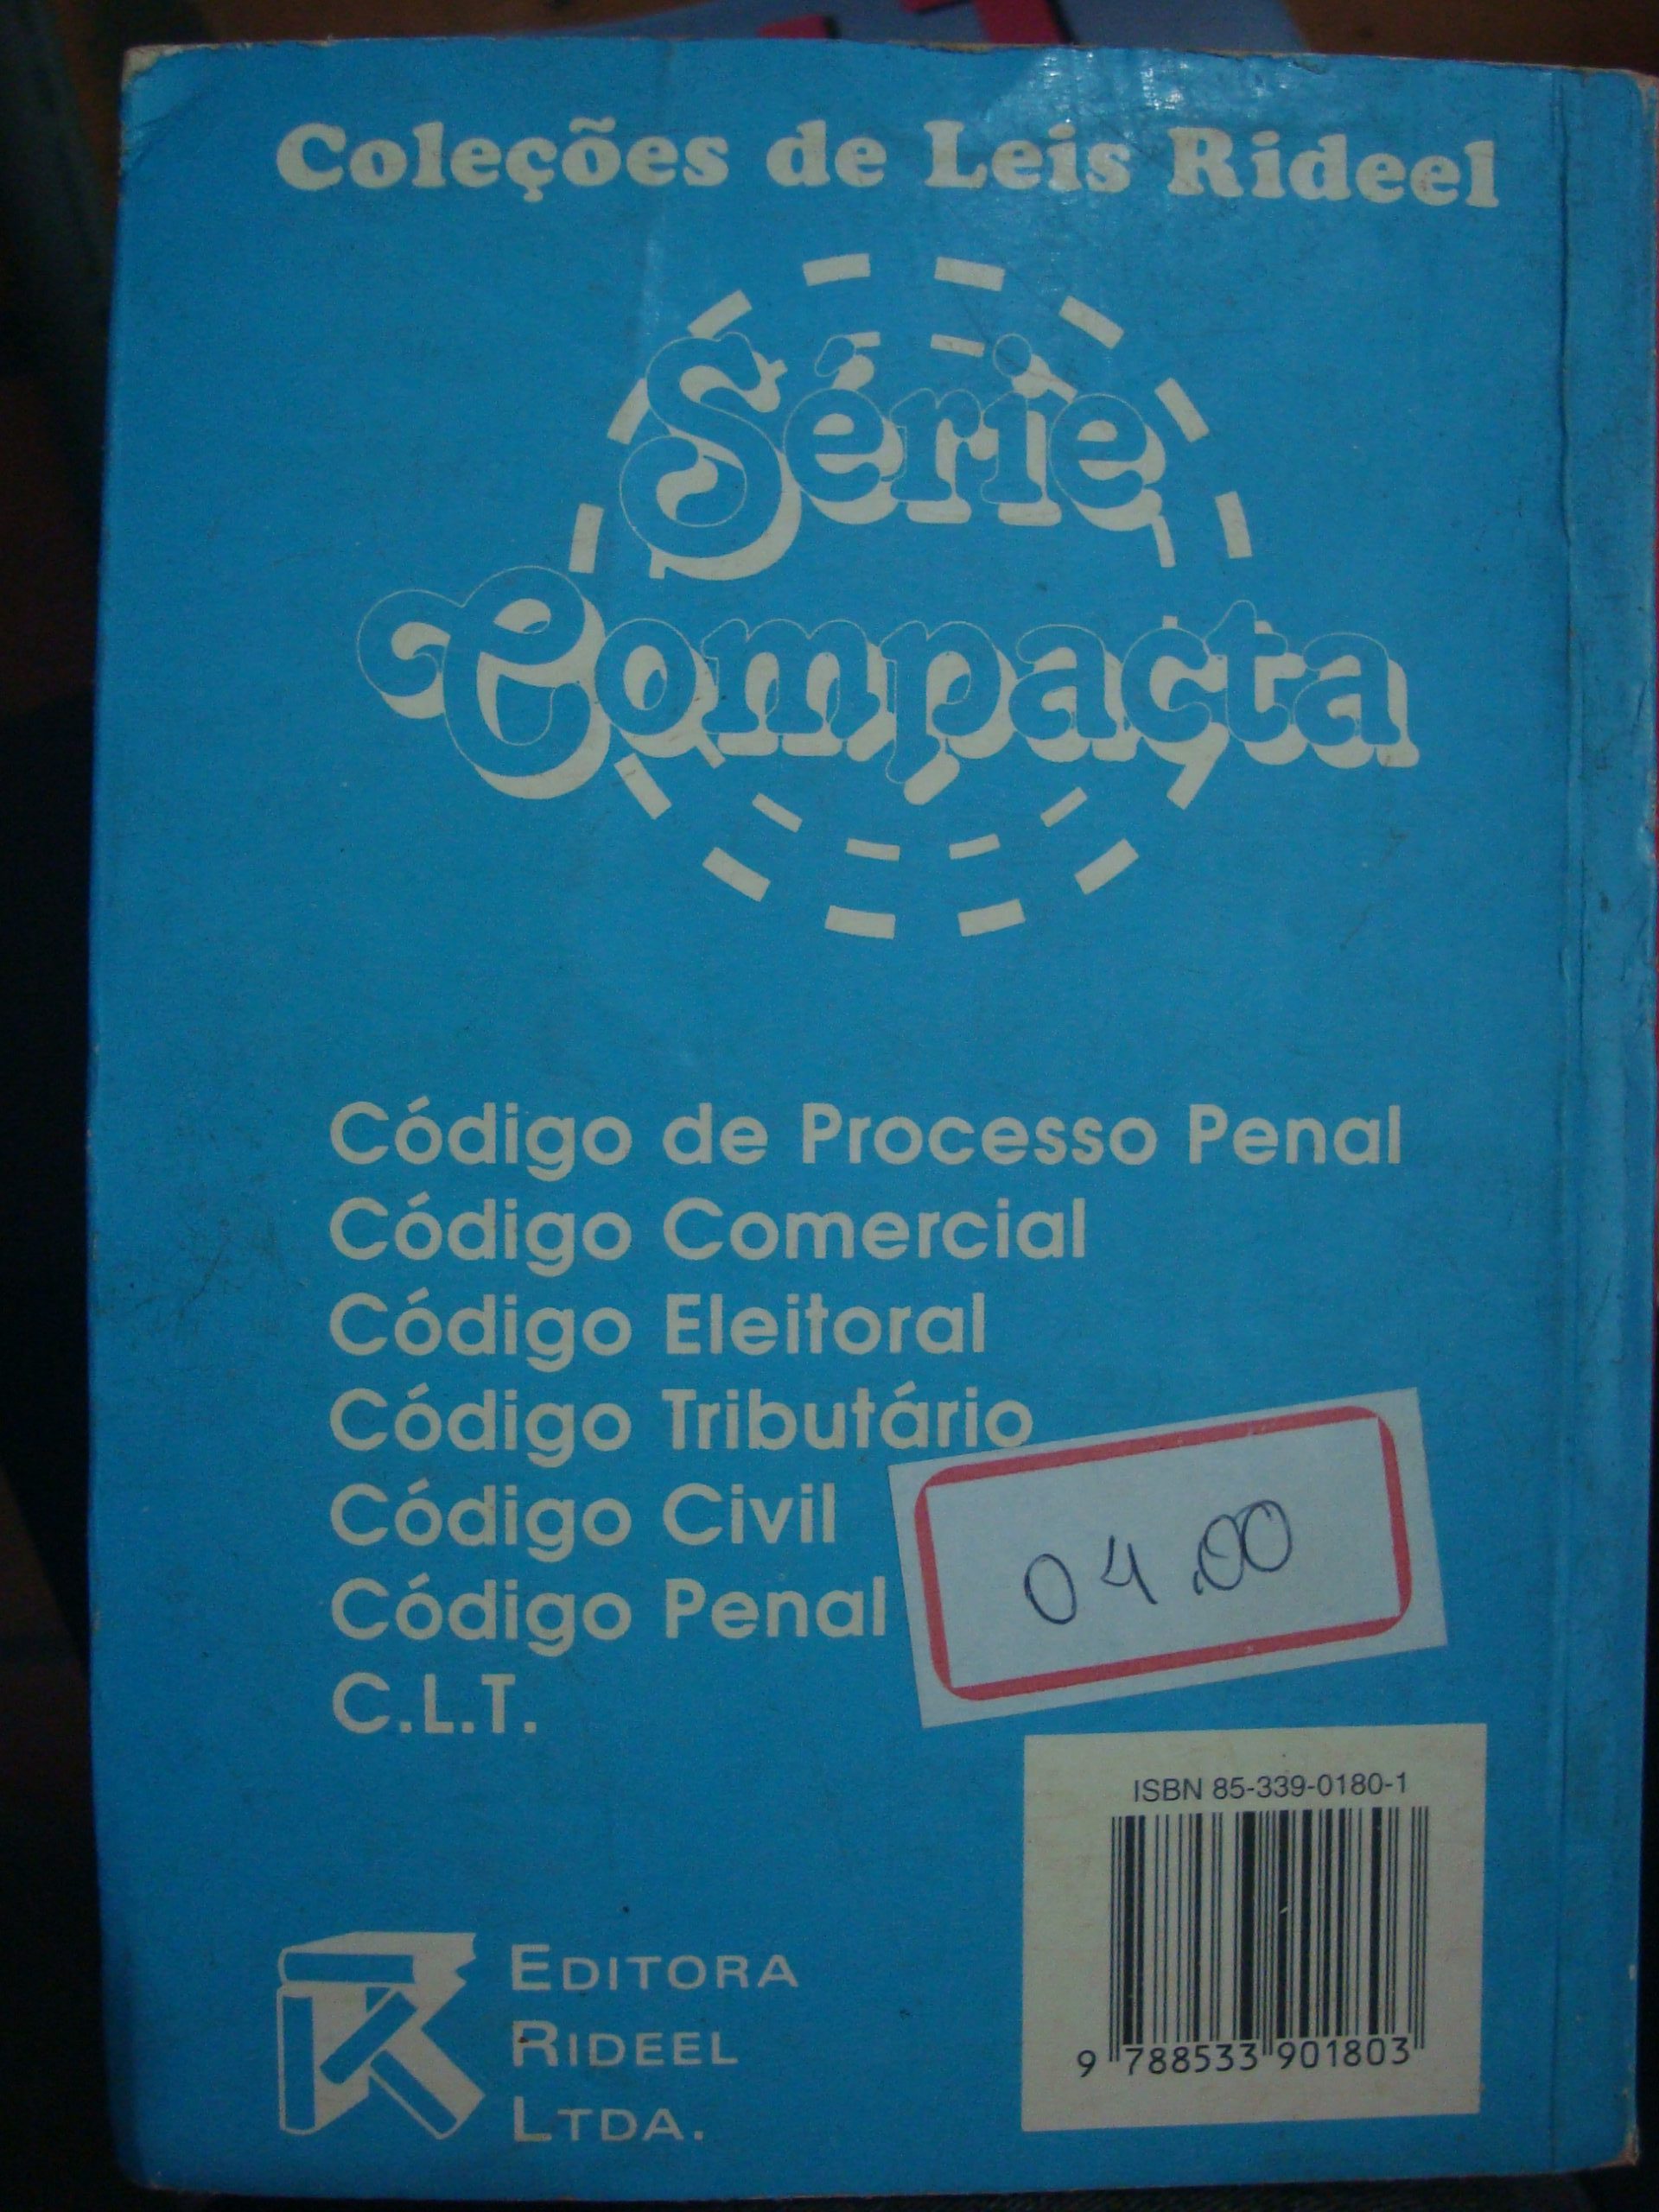 Coleções de Leis Rideel
Série
Compacta
Código de Processo Penal
Código Comercial
Código Eleitoral
Código Tributário
Código Civil
Código Penal
C.L.T.
04.00
ISBN 85-339-0180-1
9 788533 901803
EDITORA
RIDEEL
LTDA.